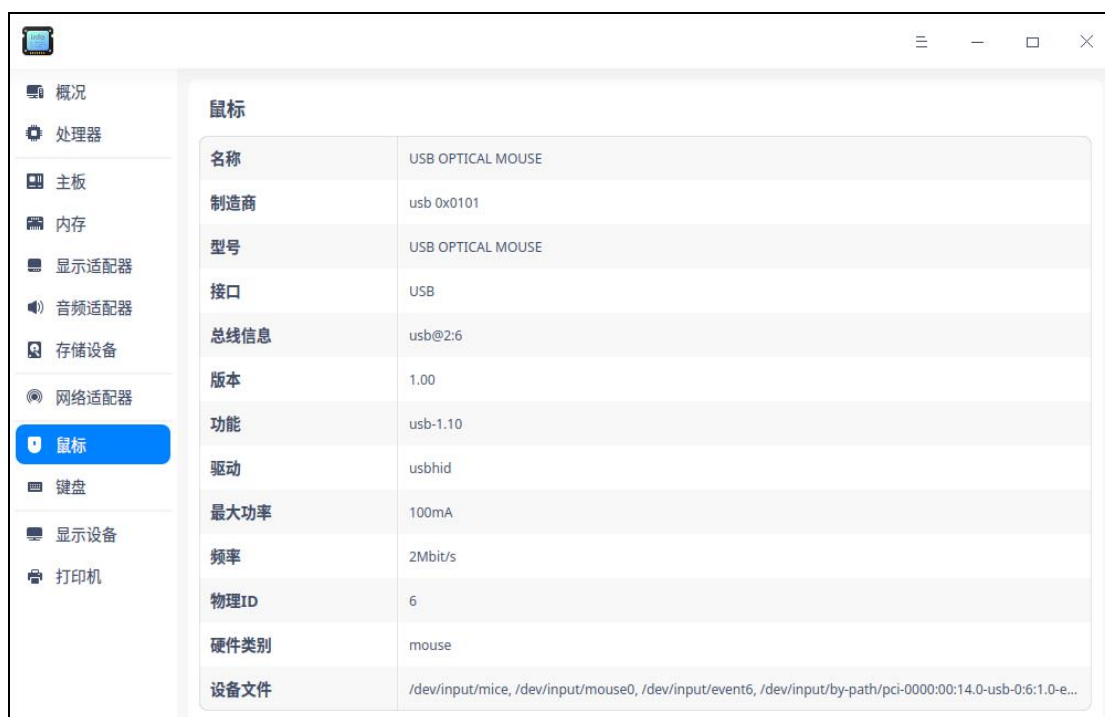 概况
处理器
主板
内存
显示适配器
音频适配器
存储设备
网络适配器
鼠标
键盘
显示设备
打印机
鼠标
名称 USB OPTICAL MOUSE
制造商 usb 0x0101
型号 USB OPTICAL MOUSE
接口 USB
总线信息 usb@2:6
版本 1.00
功能 usb-1.10
驱动 usbhid
最大功率 100mA
频率 2Mbit/s
物理ID 6
硬件类别 mouse
设备文件 /dev/input/mice, /dev/input/mouse0, /dev/input/event6, /dev/input/by-path/pci-0000:00:14.0-usb-0:6:1.0-e...